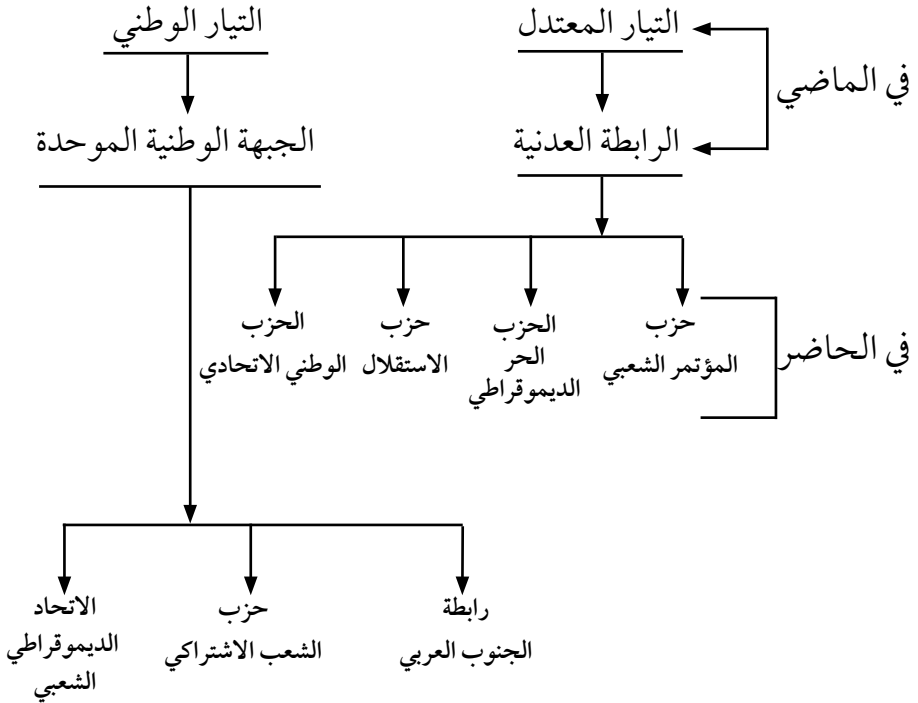 التيار المعتدل
التيار الوطني
في الماضي
الرابطة العدنية
الجبهة الوطنية الموحدة
حزب
المؤتمر الشعبي
الحزب
الحر
الديموقراطي
حزب
الاستقلال
الحزب
الوطني الاتحادي
في الحاضر
رابطة
الجنوب العربي
حزب
الشعب الاشتراكي
الاتحاد
الديموقراطي
الشعبي